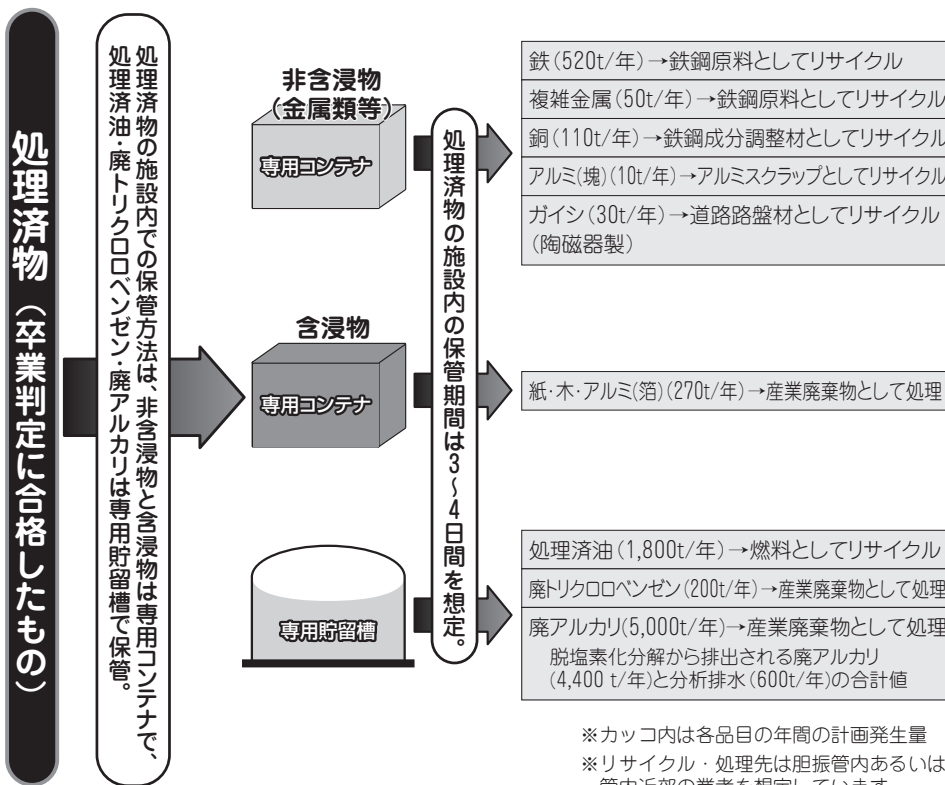 処理済物（卒業判定に合格したもの）
処理済物の施設内での保管方法は、非含浸物と含浸物は専用コンテナで、
処理済油・廃トリクロロベンゼン・廃アルカリは専用貯留槽で保管。
非含浸物
（金属類等）
専用コンテナ
含浸物
専用コンテナ
専用貯留槽
処理済物の施設内の保管期間は3～4日間を想定。
鉄（520t/年）→鉄鋼原料としてリサイクル
複雑金属（50t/年）→鉄鋼原料としてリサイクル
銅（110t/年）→鉄鋼成分調整材としてリサイクル
アルミ(塊)（10t/年）→アルミスクラップとしてリサイクル
ガイシ（30t/年）→道路路盤材としてリサイクル
（陶磁器製）
紙・木・アルミ(箔)（270t/年）→産業廃棄物として処理
処理済油（1,800t/年）→燃料としてリサイクル
廃トリクロロベンゼン（200t/年）→産業廃棄物として処理
廃アルカリ(5,000t/年)→産業廃棄物として処理
脱塩素化分解から排出される廃アルカリ
（4,400 t/年）と分析排水（600t/年）の合計値
※カッコ内は各品目の年間の計画発生量
※リサイクル・処理先は胆振管内あるいは
管内近郊の業者を想定しています